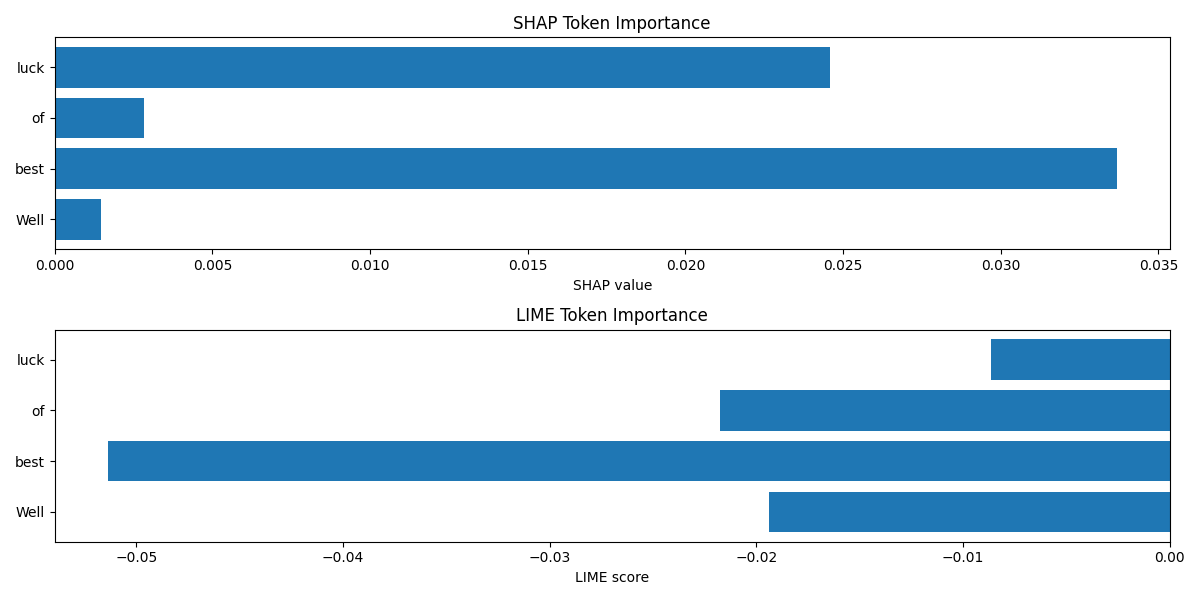 SHAP Token Importance
luck
of
best
Well
0.000 0.005 0.010 0.015 0.020 0.025 0.030 0.035
SHAP value
LIME Token Importance
luck
of
best
Well
−0.05 −0.04 −0.03 −0.02 −0.01 0.00
LIME score